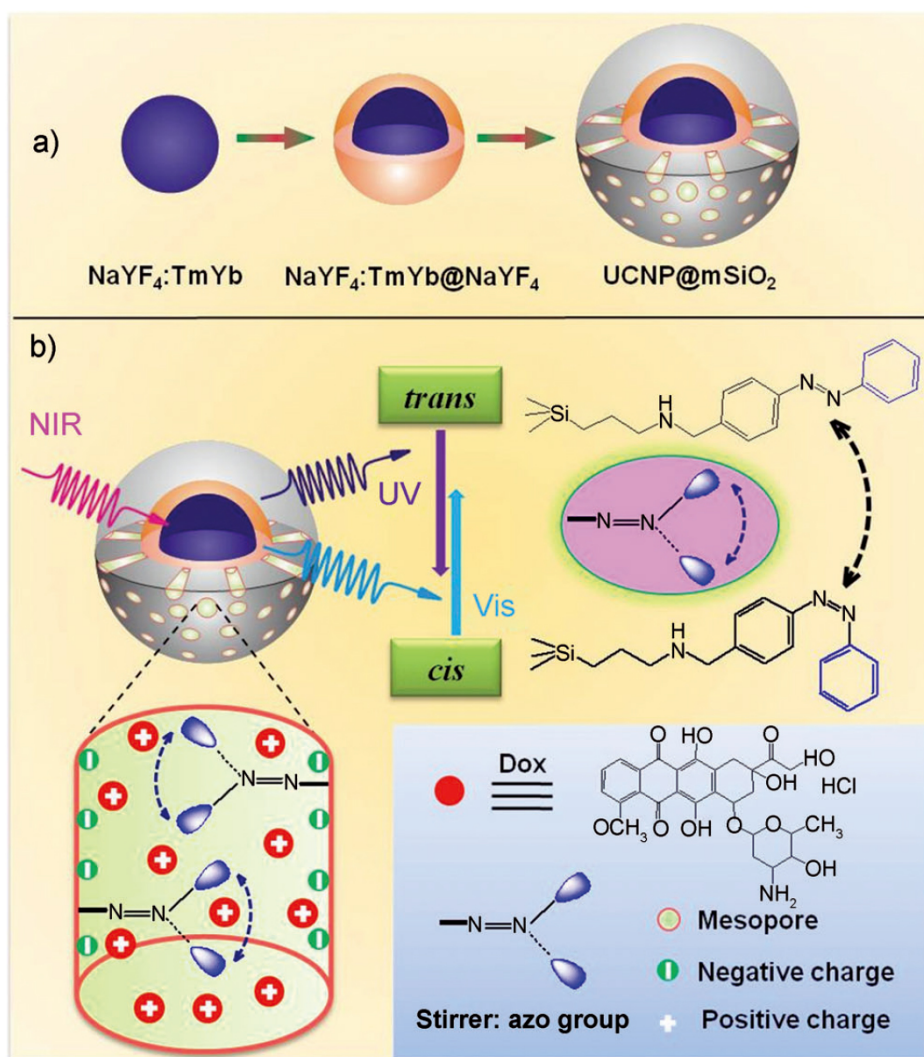 a)
NaYF₄:TmYb
NaYF₄:TmYb@NaYF₄
UCNP@mSiO₂
b)
NIR
UV
Vis
trans
cis
Si
H
N
N
N
N
N
Si
H
N
N
N
N
N
N
N
N
Dox
O
OH
O
OH
HO
HCl
OCH₃
O
OH
O
O
CH₃
OH
NH₂
N
N
Mesopore
Negative charge
Stirrer: azo group
Positive charge